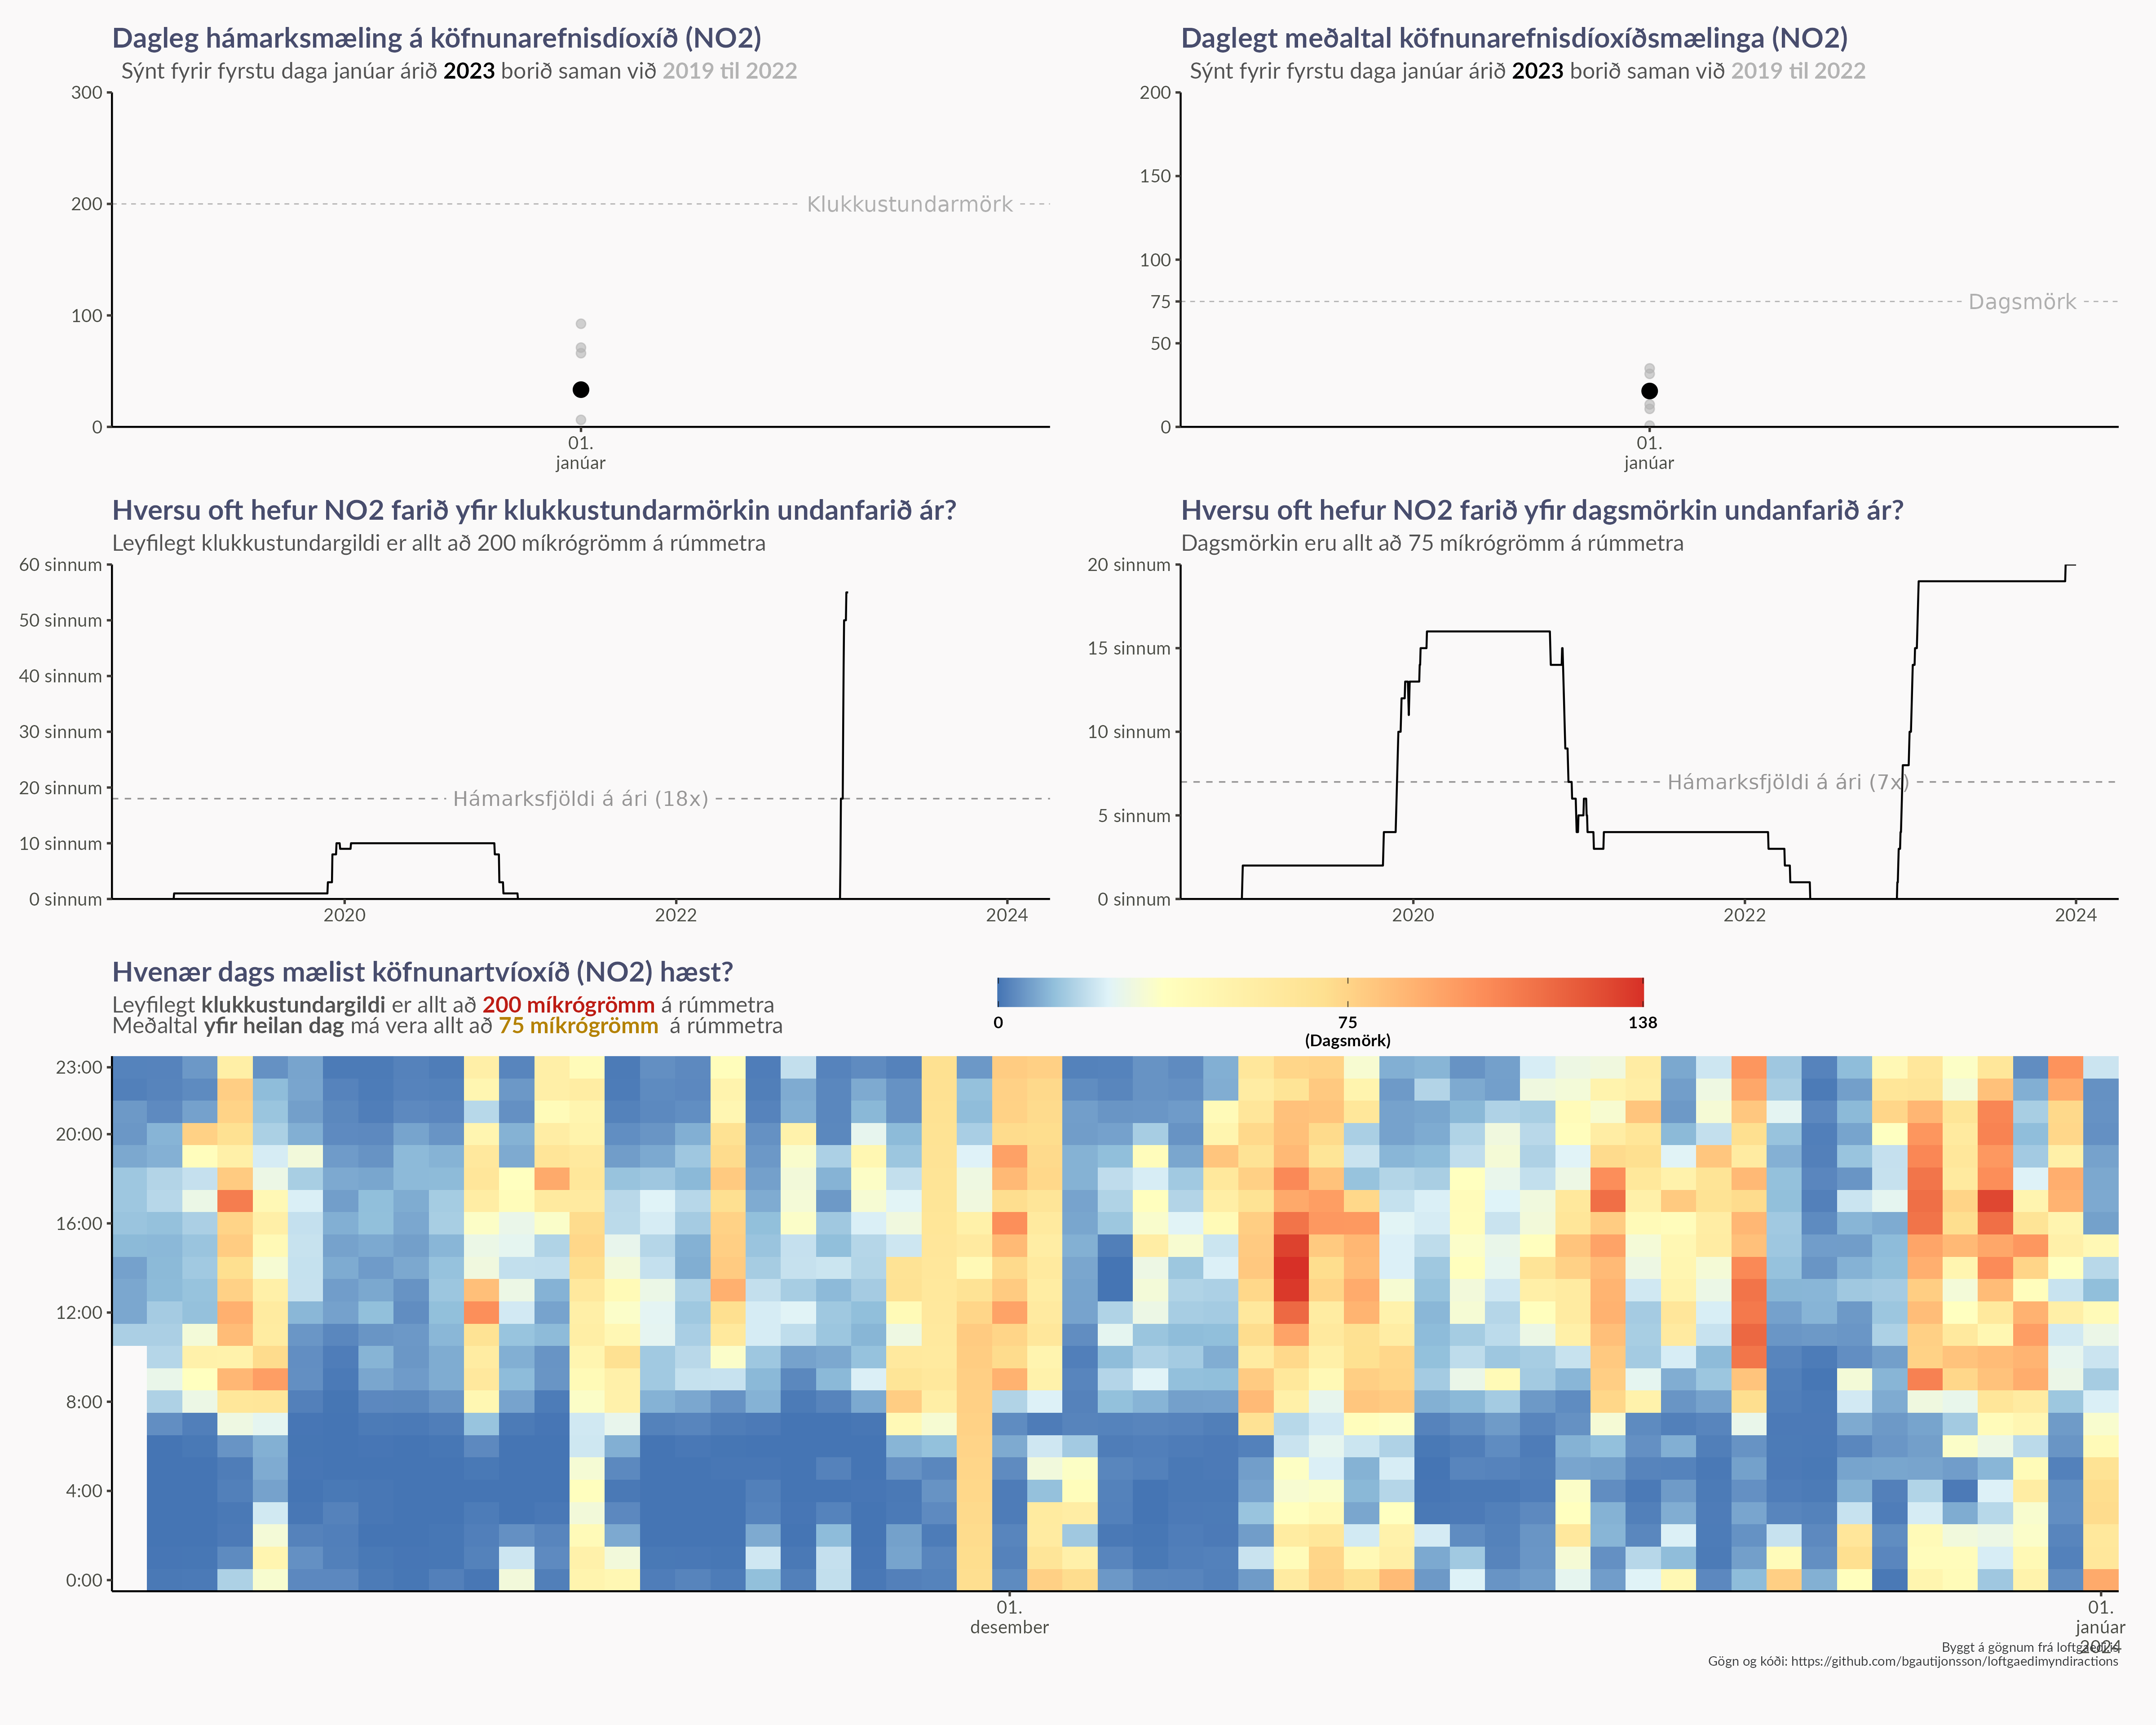 Dagleg hámarksmæling á köfnunarefnisdíoxíð (NO2)
Sýnt fyrir fyrstu daga janúar árið 2023 borið saman við 2019 til 2022
300
200
100
0
Klukkustundarmörk
01.
janúar
Daglegt meðaltal köfnunarefnisdíoxíðsmælinga (NO2)
Sýnt fyrir fyrstu daga janúar árið 2023 borið saman við 2019 til 2022
200
150
100
75
50
0
Dagsmörk
01.
janúar
Hversu oft hefur NO2 farið yfir klukkustundarmörkin undanfarið ár?
Leyfilegt klukkustundargildi er allt að 200 míkrógrömm á rúmmetra
60 sinnum
50 sinnum
40 sinnum
30 sinnum
20 sinnum
10 sinnum
0 sinnum
Hámarksfjöldi á ári (18x)
2020
2022
2024
Hversu oft hefur NO2 farið yfir dagsmörkin undanfarið ár?
Dagsmörkin eru allt að 75 míkrógrömm á rúmmetra
20 sinnum
15 sinnum
10 sinnum
5 sinnum
0 sinnum
Hámarksfjöldi á ári (7x)
2020
2022
2024
Hvenær dags mælist köfnunartvíoxíð (NO2) hæst?
Leyfilegt klukkustundargildi er allt að 200 míkrógrömm á rúmmetra
Meðaltal yfir heilan dag má vera allt að 75 míkrógrömm á rúmmetra
0
75
(Dagsmörk)
138
23:00
20:00
16:00
12:00
8:00
4:00
0:00
01.
desember
01.
janúar
2024
Byggt á gögnum frá
Gögn og kóði: https://github.com/bgautijonsson/loftgaedimyndiractions